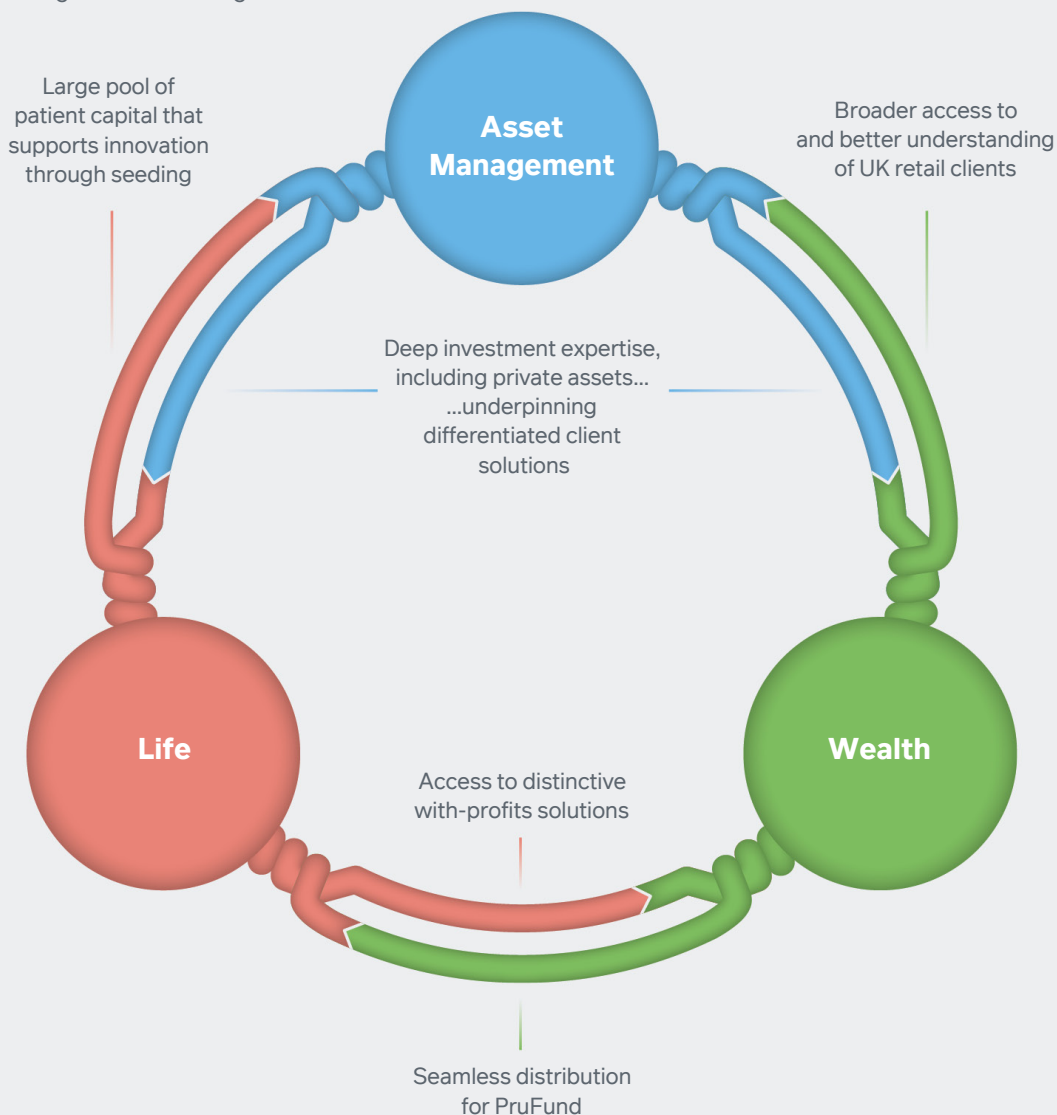 Large pool of
patient capital that
supports innovation
through seeding
Asset
Management
Broader access to
and better understanding
of UK retail clients
Deep investment expertise,
including private assets...
...underpinning
differentiated client
solutions
Life
Wealth
Access to distinctive
with-profits solutions
Seamless distribution
for PruFund